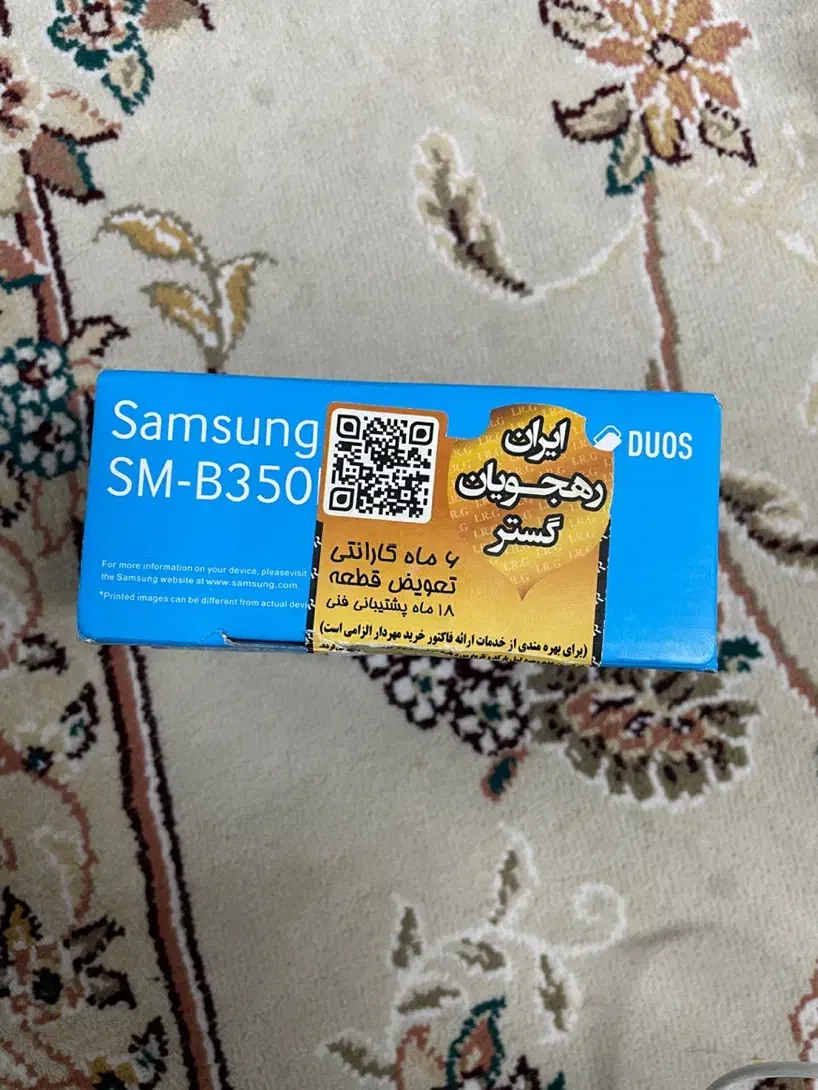 Samsung
SM-B350
For more information on your device, pleasevisit
the Samsung website at www.samsung.com
*Printed images can be different from actual devi
DUOS
ایران
رهجویان
گستر
I.R.G
۶ ماه گارانتی
تعویض قطعه
۱۸ ماه پشتیبانی فنی
(برای بهره مندی از خدمات ارائه فاکتور خرید مهردار الزامی است)